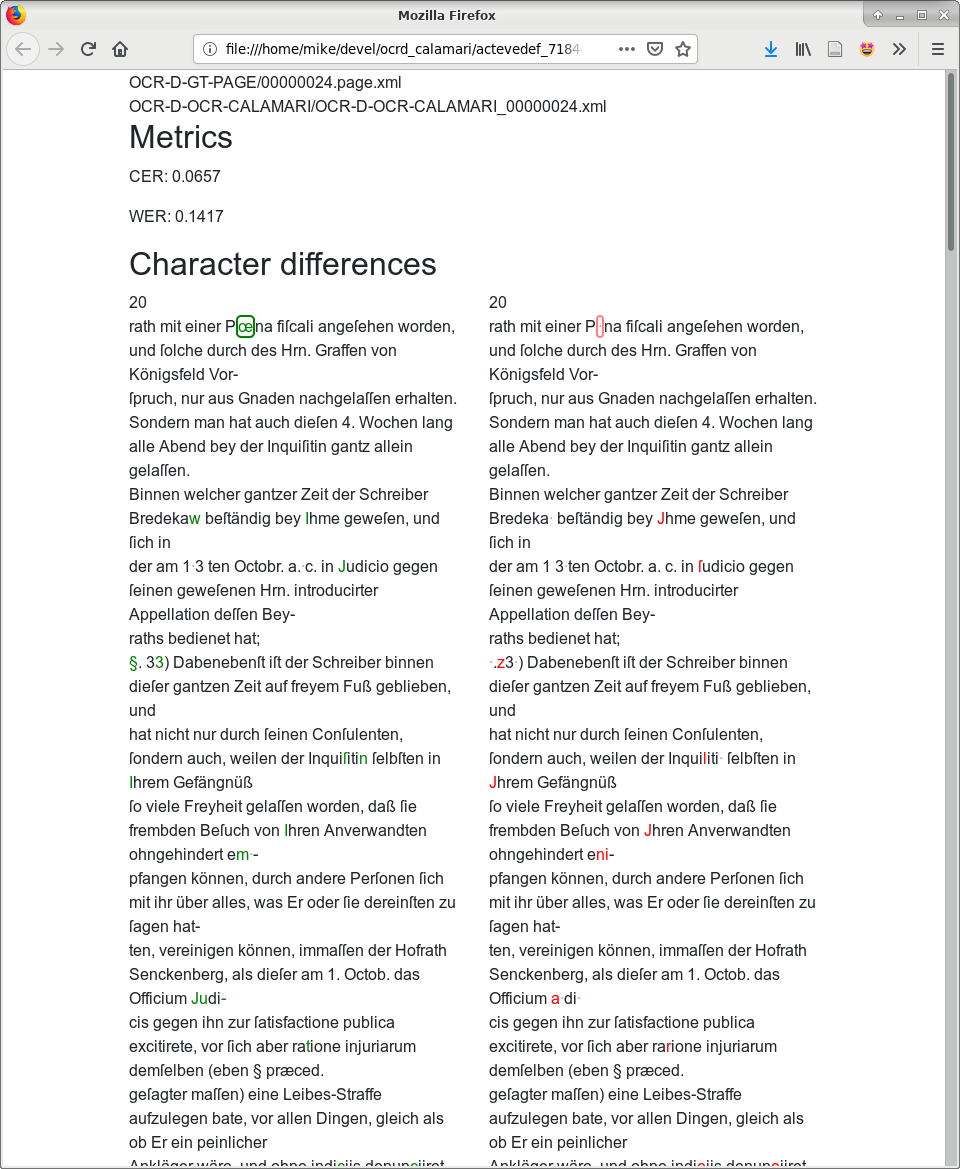 Mozilla Firefox
file:///home/mike/devel/ocrd_calamari/actevedef_7184
OCR-D-GT-PAGE/00000024.page.xml
OCR-D-OCR-CALAMARI/OCR-D-OCR-CALAMARI_00000024.xml
Metrics
CER: 0.0657
WER: 0.1417
Character differences
20
rath mit einer Pœna fiſcali angeſehen worden,
und ſolche durch des Hrn. Graffen von
Königsfeld Vor-
ſpruch, nur aus Gnaden nachgelaſſen erhalten.
Sondern man hat auch dieſen 4. Wochen lang
alle Abend bey der Inquiſitin gantz allein
gelaſſen.
Binnen welcher gantzer Zeit der Schreiber
Bredekaw beſtändig bey Ihme geweſen, und
ſich in
der am 1·3 ten Octobr. a.·c. in Judicio gegen
ſeinen geweſenen Hrn. introducirter
Appellation deſſen Bey-
raths bedienet hat;
§. 33) Dabenebenſt iſt der Schreiber binnen
dieſer gantzen Zeit auf freyem Fuß geblieben,
und
hat nicht nur durch ſeinen Conſulenten,
ſondern auch, weilen der Inquiſitin ſelbſten in
Ihrem Gefängnüß
ſo viele Freyheit gelaſſen worden, daß ſie
frembden Beſuch von Ihren Anverwandten
ohngehindert em·-
pfangen können, durch andere Perſonen ſich
mit ihr über alles, was Er oder ſie dereinſten zu
ſagen hat-
ten, vereinigen können, immaſſen der Hofrath
Senckenberg, als dieſer am 1. Octob. das
Officium Judi-
cis gegen ihn zur ſatisfactione publica
excitirete, vor ſich aber ratione injuriarum
demſelben (eben § præced.
geſagter maſſen) eine Leibes-Straffe
aufzulegen bate, vor allen Dingen, gleich als
ob Er ein peinlicher
Ankläger wäre, und ohne indiciis denunciiret
20
rath mit einer P·na fiſcali angeſehen worden,
und ſolche durch des Hrn. Graffen von
Königsfeld Vor-
ſpruch, nur aus Gnaden nachgelaſſen erhalten.
Sondern man hat auch dieſen 4. Wochen lang
alle Abend bey der Inquiſitin gantz allein
gelaſſen.
Binnen welcher gantzer Zeit der Schreiber
Bredeka· beſtändig bey Jhme geweſen, und
ſich in
der am 1 3·ten Octobr. a. c. in ſudicio gegen
ſeinen geweſenen Hrn. introducirter
Appellation deſſen Bey-
raths bedienet hat;
·.z3·) Dabenebenſt iſt der Schreiber binnen
dieſer gantzen Zeit auf freyem Fuß geblieben,
und
hat nicht nur durch ſeinen Conſulenten,
ſondern auch, weilen der Inquiliti· ſelbſten in
Jhrem Gefängnüß
ſo viele Freyheit gelaſſen worden, daß ſie
frembden Beſuch von Jhren Anverwandten
ohngehindert eni-
pfangen können, durch andere Perſonen ſich
mit ihr über alles, was Er oder ſie dereinſten zu
ſagen hat-
ten, vereinigen können, immaſſen der Hofrath
Senckenberg, als dieſer am 1. Octob. das
Officium a·di·
cis gegen ihn zur ſatisfactione publica
excitirete, vor ſich aber rarione injuriarum
demſelben (eben § præced.
geſagter maſſen) eine Leibes-Straffe
aufzulegen bate, vor allen Dingen, gleich als
ob Er ein peinlicher
Ankläger wäre, und ohne